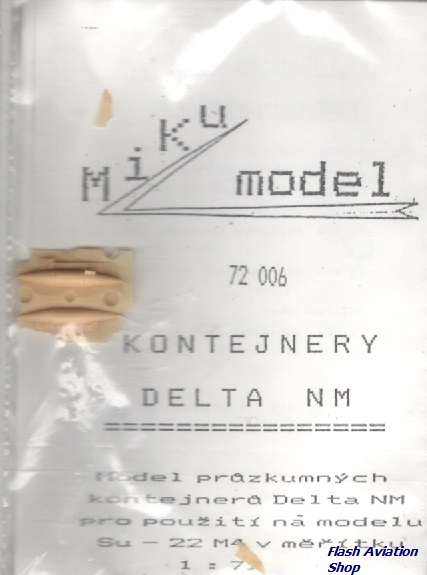 MiKu
model
72 006
KONTEJNERY
DELTA NM
=================
Model průzkumných
kontejnerů Delta NM
pro použití na modelu
Su - 22 M4 v měřítku
1 : 7
Flash Aviation
Shop